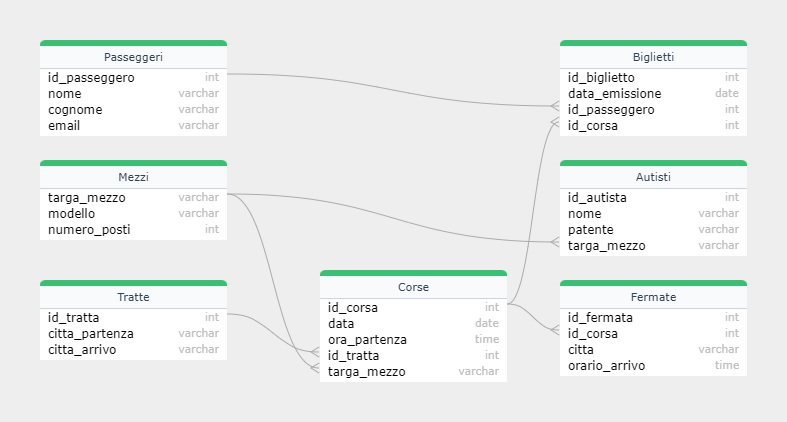 Passeggeri
id_passeggero int
nome varchar
cognome varchar
email varchar
Mezzi
targa_mezzo varchar
modello varchar
numero_posti int
Tratte
id_tratta int
citta_partenza varchar
citta_arrivo varchar
Corse
id_corsa int
data date
ora_partenza time
id_tratta int
targa_mezzo varchar
Biglietti
id_biglietto int
data_emissione date
id_passeggero int
id_corsa int
Autisti
id_autista int
nome varchar
patente varchar
targa_mezzo varchar
Fermate
id_fermata int
id_corsa int
citta varchar
orario_arrivo time